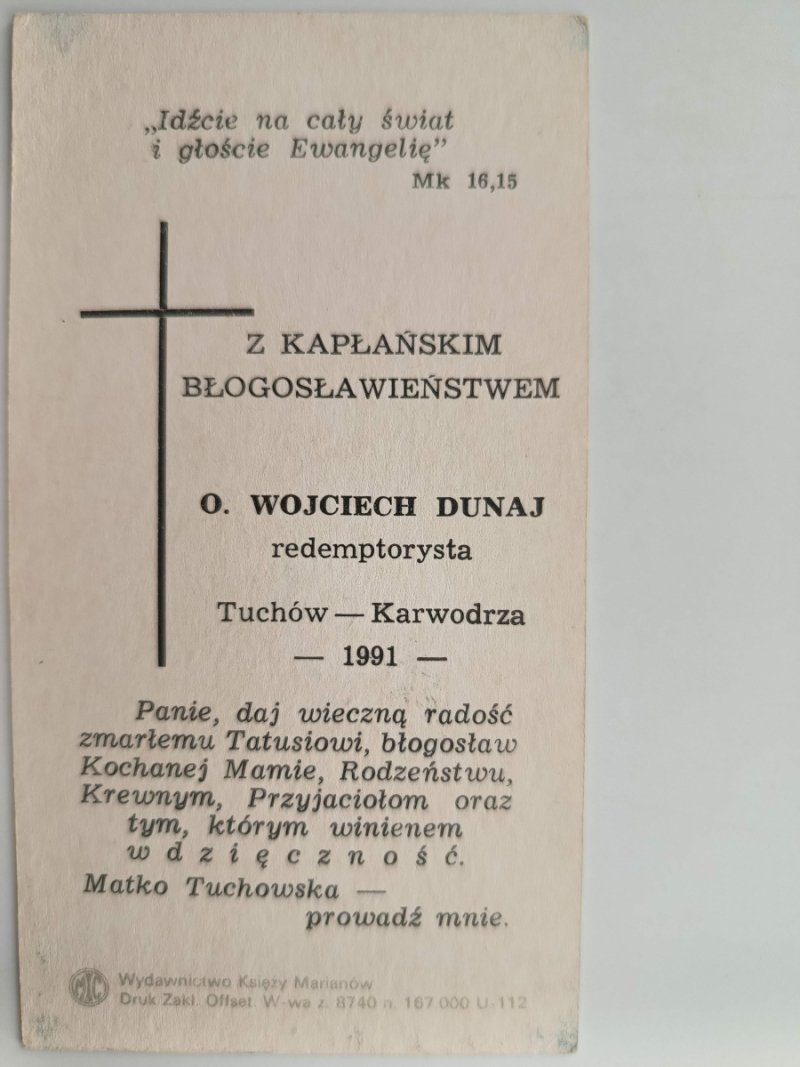 „Idźcie na cały świat
i głoście Ewangelię”
Mk 16,15
Z KAPŁAŃSKIM
BŁOGOSŁAWIEŃSTWEM
O. WOJCIECH DUNAJ
redemptorysta
Tuchów — Karwodrza
— 1991 —
Panie, daj wieczną radość
zmarłemu Tatusiowi, błogosław
Kochanej Mamie, Rodzeństwu,
Krewnym, Przyjaciołom oraz
tym, którym winienem
w d z i ę c z n o ś ć.
Matko Tuchowska —
prowadź mnie.
MIC Wydawnictwo Księży Marianów
Druk Zakł. Offset. W-wa z. 8740 n. 167 000 U-112